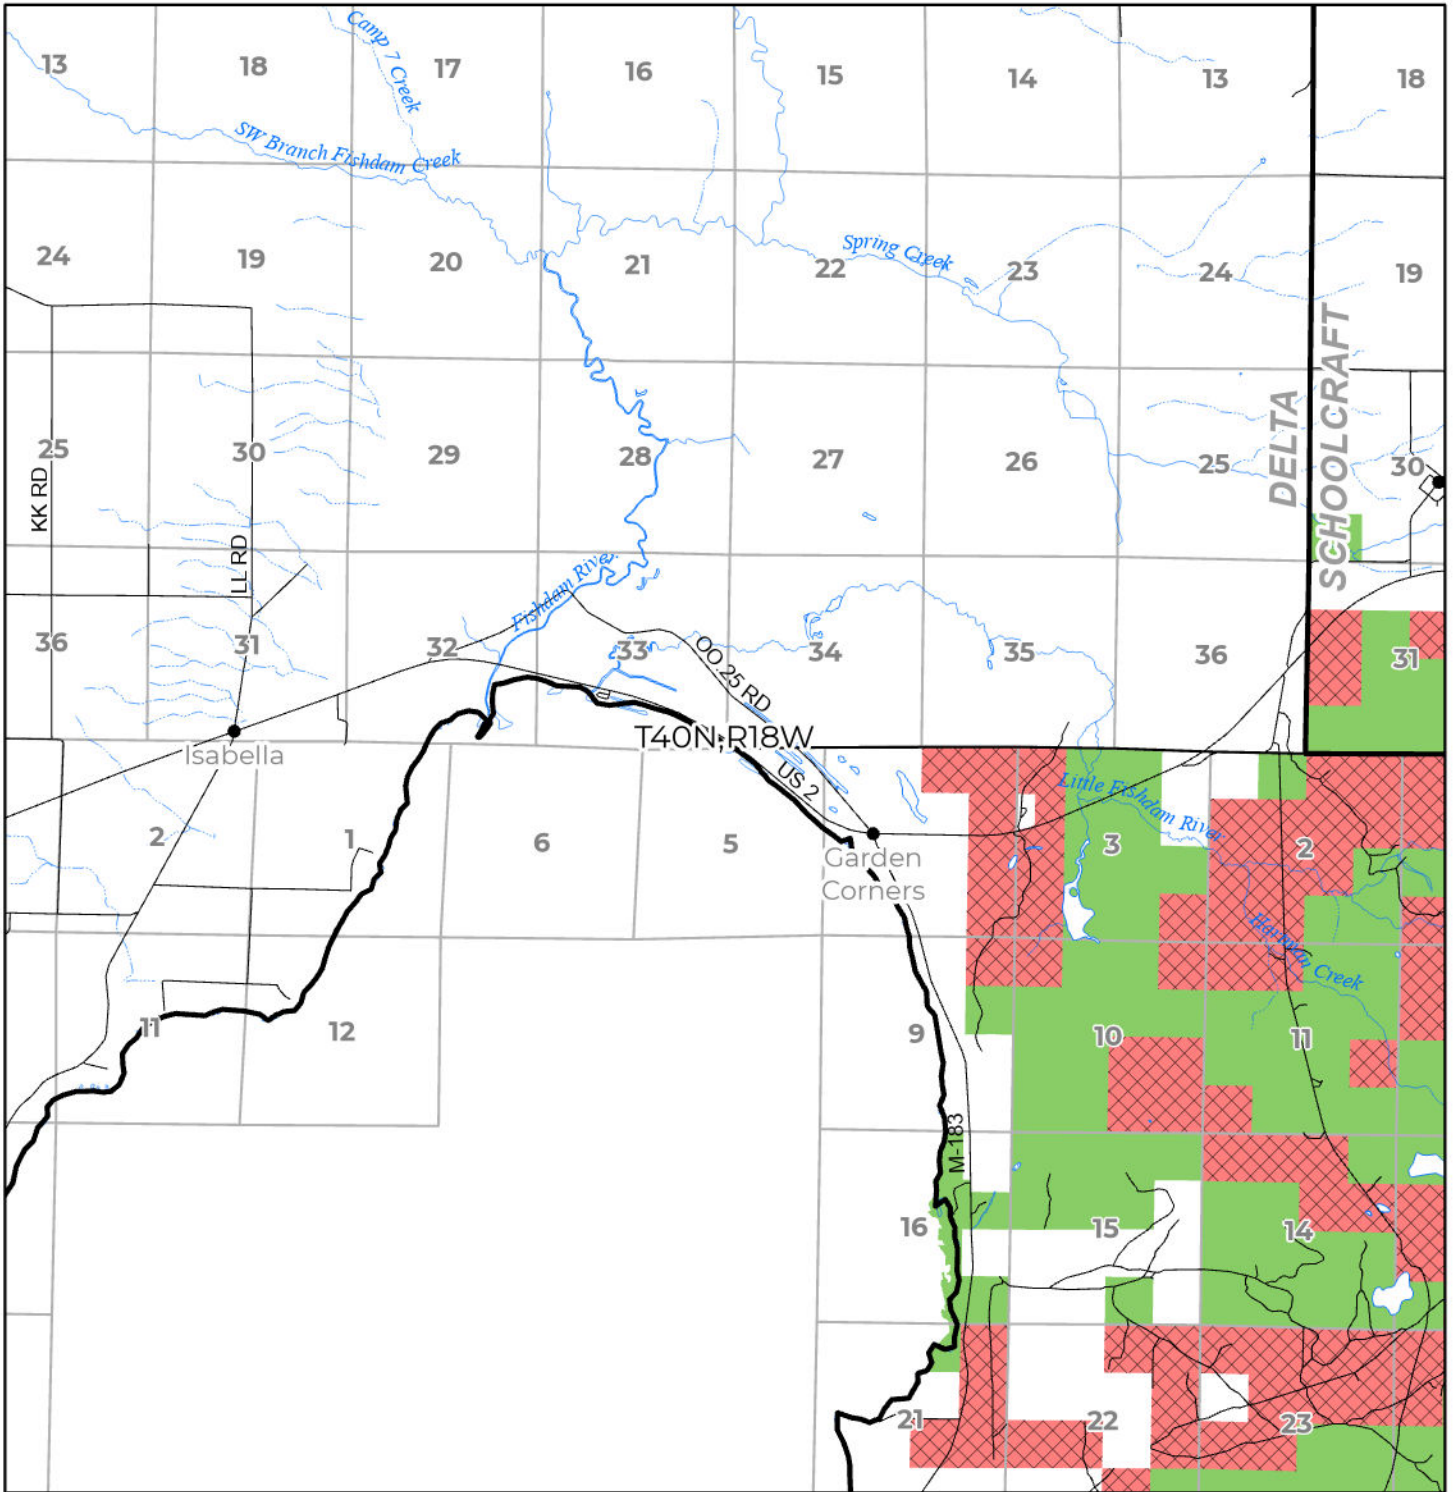 Camp 7 Creek
13 18 17 16 15 14 13 18
SW Branch Fishdam Creek
24 19 20 21 22 Spring Creek 23 24 19
DELTA
SCHOOLCRAFT
KK RD
25 30 29 28 27 26 25 30
LL RD
Fishdam River
36 31 32 33 34 35 36 31
OO.25 RD
T40N,R18W
Isabella
US 2
Little Fishdam River
2 1 6 5 3 2
Garden
Corners
Harman Creek
11 12 9 10 11
M-183
16 15 14
21 22 23